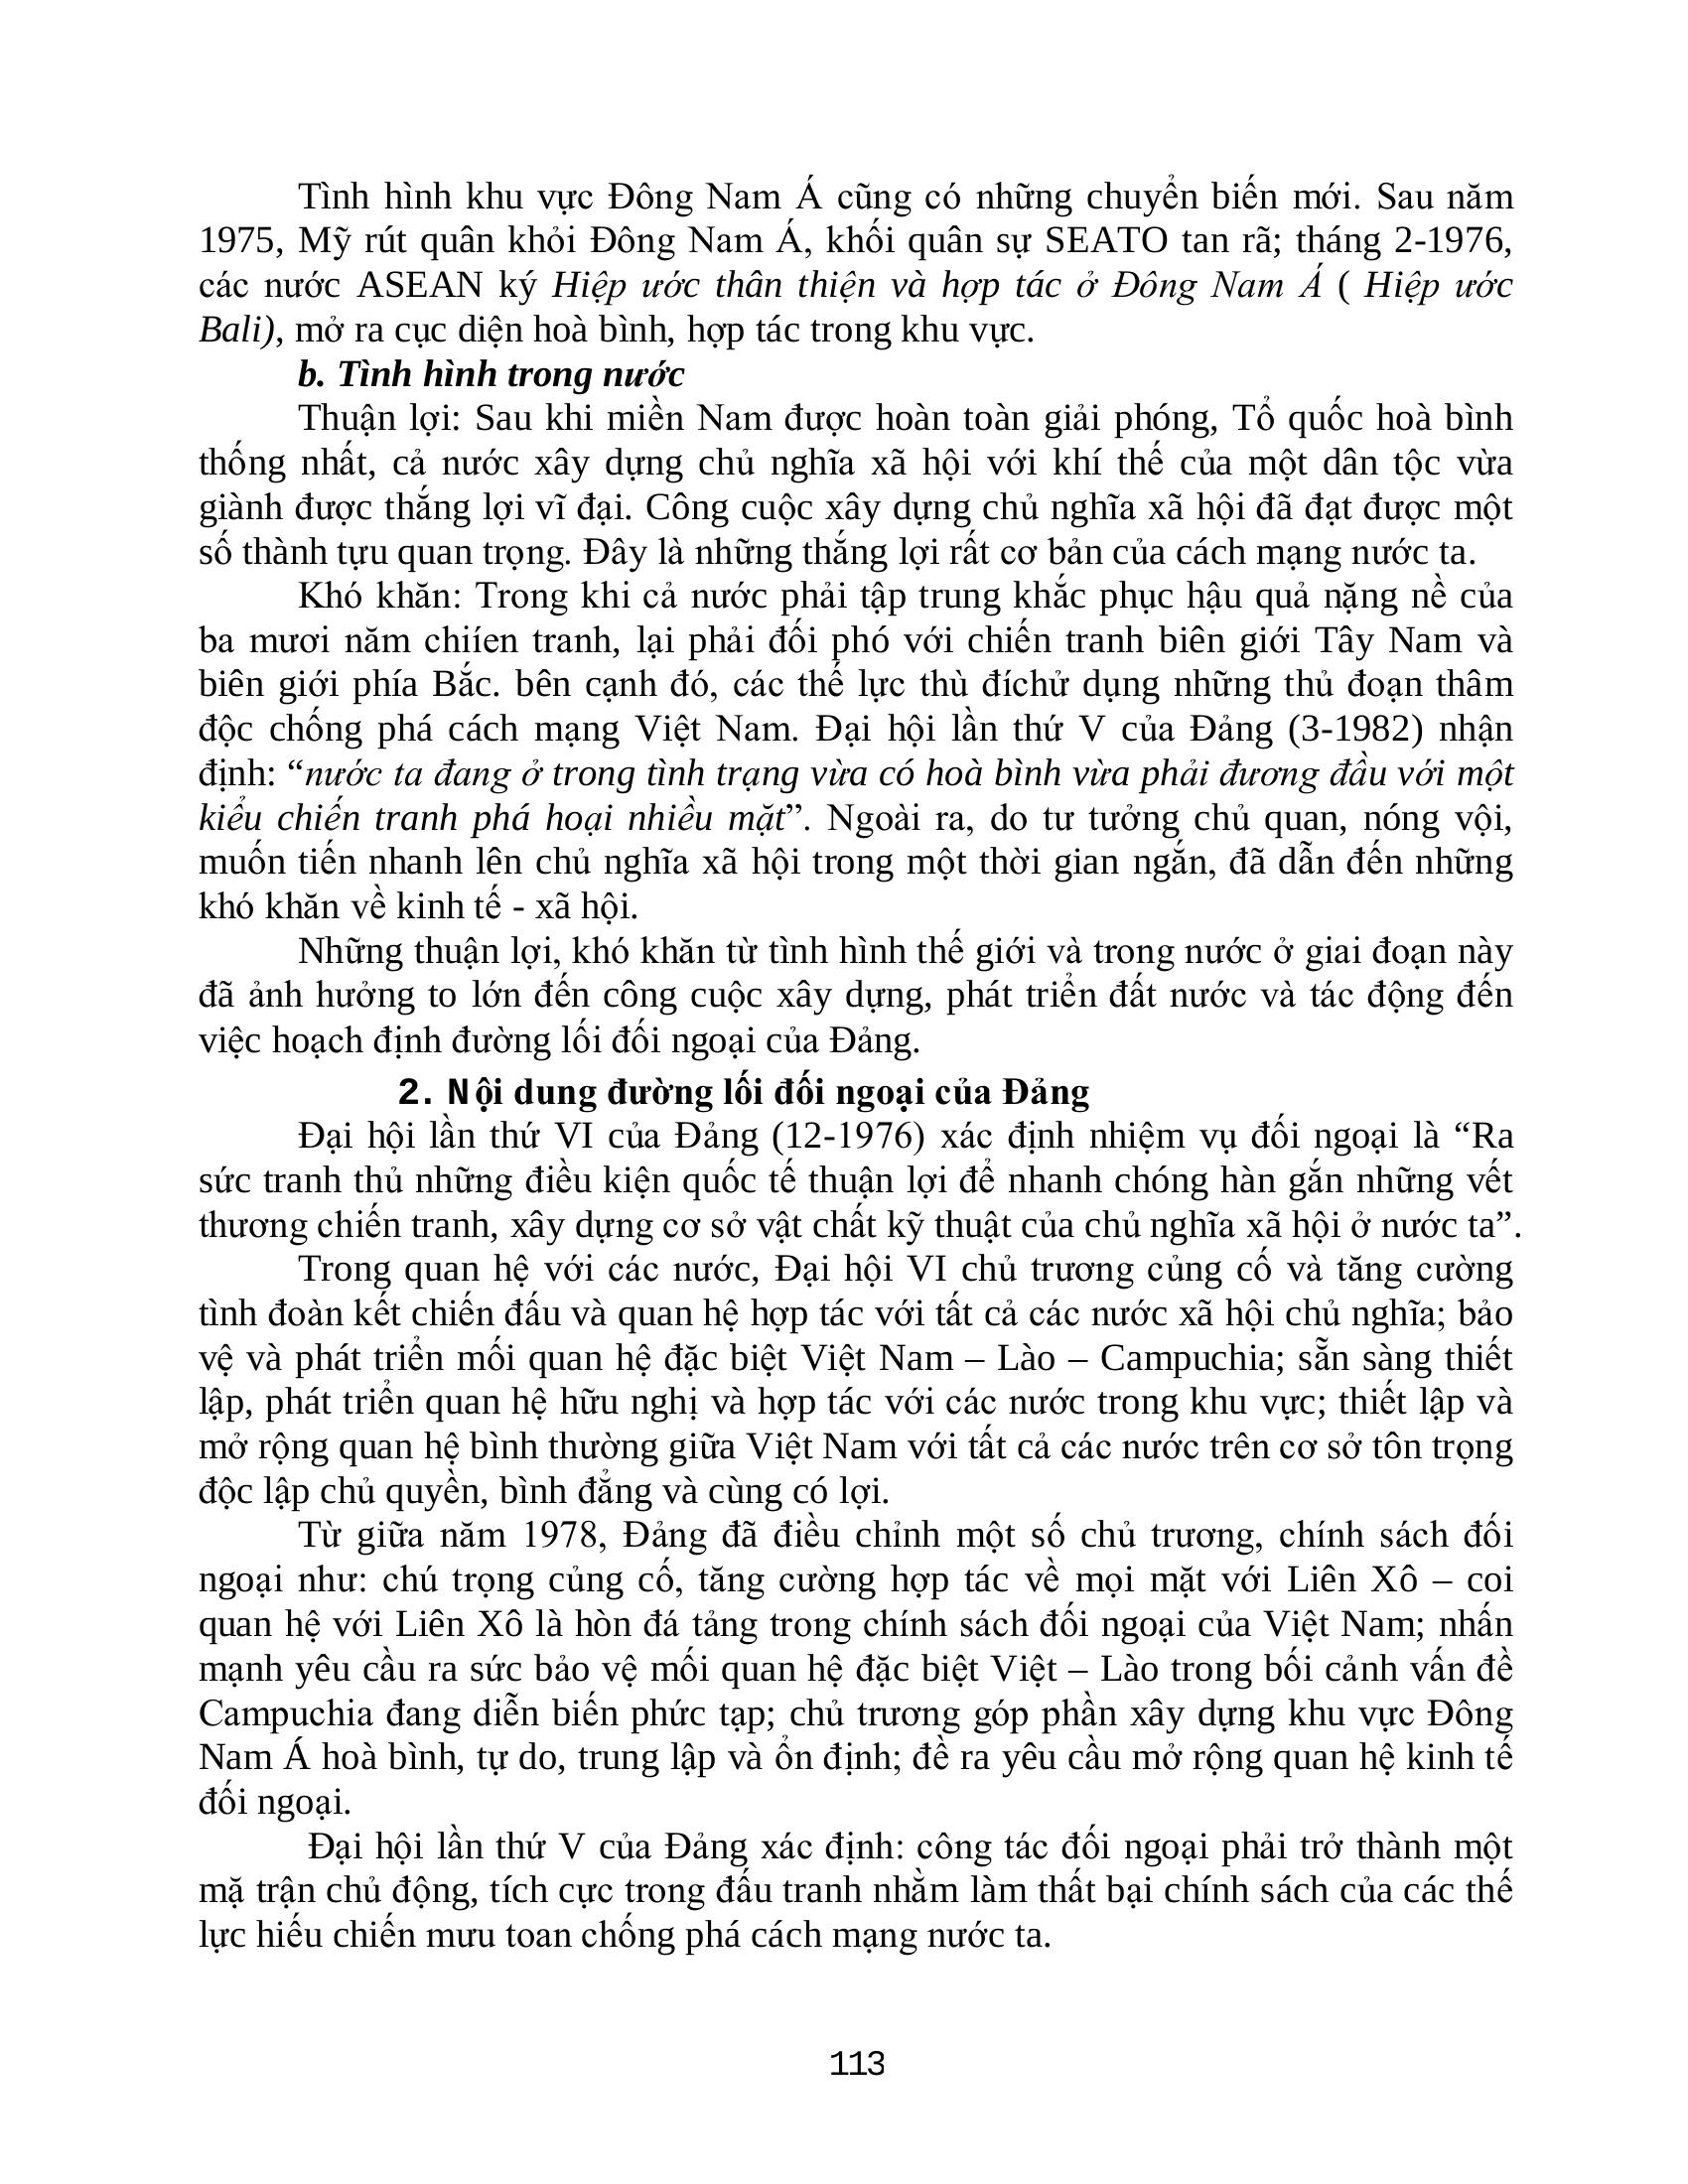 Tình hình khu vực Đông Nam Á cũng có những chuyển biến mới. Sau năm
1975, Mỹ rút quân khỏi Đông Nam Á, khối quân sự SEATO tan rã; tháng 2-1976,
các nước ASEAN ký Hiệp ước thân thiện và hợp tác ở Đông Nam Á ( Hiệp ước
Bali), mở ra cục diện hoà bình, hợp tác trong khu vực.
b. Tình hình trong nước
Thuận lợi: Sau khi miền Nam được hoàn toàn giải phóng, Tổ quốc hoà bình
thống nhất, cả nước xây dựng chủ nghĩa xã hội với khí thế của một dân tộc vừa
giành được thắng lợi vĩ đại. Công cuộc xây dựng chủ nghĩa xã hội đã đạt được một
số thành tựu quan trọng. Đây là những thắng lợi rất cơ bản của cách mạng nước ta.
Khó khăn: Trong khi cả nước phải tập trung khắc phục hậu quả nặng nề của
ba mươi năm chiíen tranh, lại phải đối phó với chiến tranh biên giới Tây Nam và
biên giới phía Bắc. bên cạnh đó, các thế lực thù đíchử dụng những thủ đoạn thâm
độc chống phá cách mạng Việt Nam. Đại hội lần thứ V của Đảng (3-1982) nhận
định: “nước ta đang ở trong tình trạng vừa có hoà bình vừa phải đương đầu với một
kiểu chiến tranh phá hoại nhiều mặt”. Ngoài ra, do tư tưởng chủ quan, nóng vội,
muốn tiến nhanh lên chủ nghĩa xã hội trong một thời gian ngắn, đã dẫn đến những
khó khăn về kinh tế - xã hội.
Những thuận lợi, khó khăn từ tình hình thế giới và trong nước ở giai đoạn này
đã ảnh hưởng to lớn đến công cuộc xây dựng, phát triển đất nước và tác động đến
việc hoạch định đường lối đối ngoại của Đảng.
2. Nội dung đường lối đối ngoại của Đảng
Đại hội lần thứ VI của Đảng (12-1976) xác định nhiệm vụ đối ngoại là “Ra
sức tranh thủ những điều kiện quốc tế thuận lợi để nhanh chóng hàn gắn những vết
thương chiến tranh, xây dựng cơ sở vật chất kỹ thuật của chủ nghĩa xã hội ở nước ta”.
Trong quan hệ với các nước, Đại hội VI chủ trương củng cố và tăng cường
tình đoàn kết chiến đấu và quan hệ hợp tác với tất cả các nước xã hội chủ nghĩa; bảo
vệ và phát triển mối quan hệ đặc biệt Việt Nam – Lào – Campuchia; sẵn sàng thiết
lập, phát triển quan hệ hữu nghị và hợp tác với các nước trong khu vực; thiết lập và
mở rộng quan hệ bình thường giữa Việt Nam với tất cả các nước trên cơ sở tôn trọng
độc lập chủ quyền, bình đẳng và cùng có lợi.
Từ giữa năm 1978, Đảng đã điều chỉnh một số chủ trương, chính sách đối
ngoại như: chú trọng củng cố, tăng cường hợp tác về mọi mặt với Liên Xô – coi
quan hệ với Liên Xô là hòn đá tảng trong chính sách đối ngoại của Việt Nam; nhấn
mạnh yêu cầu ra sức bảo vệ mối quan hệ đặc biệt Việt – Lào trong bối cảnh vấn đề
Campuchia đang diễn biến phức tạp; chủ trương góp phần xây dựng khu vực Đông
Nam Á hoà bình, tự do, trung lập và ổn định; đề ra yêu cầu mở rộng quan hệ kinh tế
đối ngoại.
Đại hội lần thứ V của Đảng xác định: công tác đối ngoại phải trở thành một
mặ trận chủ động, tích cực trong đấu tranh nhằm làm thất bại chính sách của các thế
lực hiếu chiến mưu toan chống phá cách mạng nước ta.
113